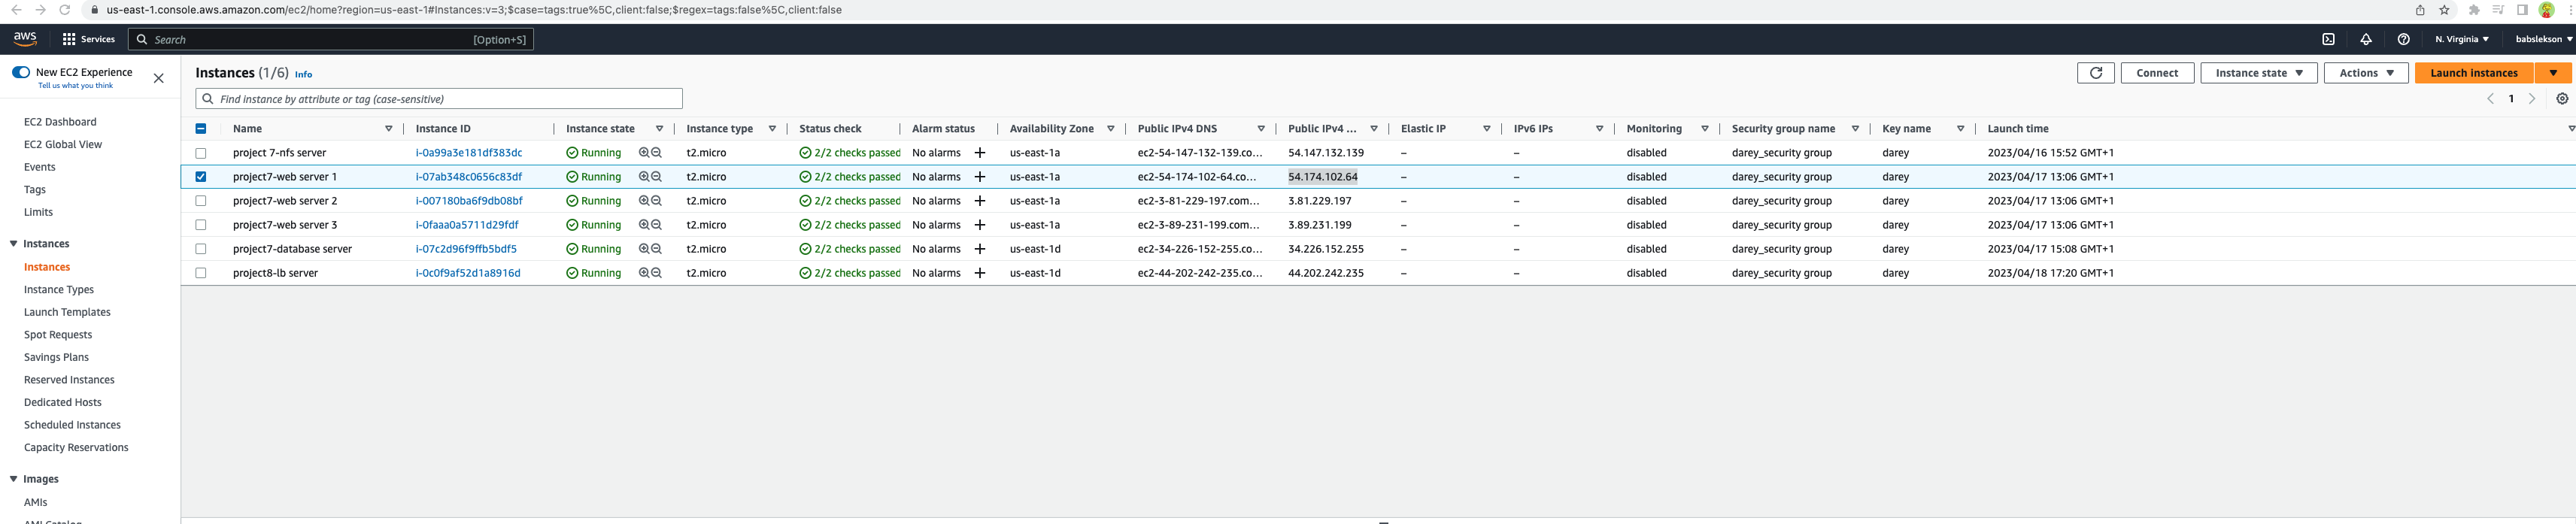 us-east-1.console.aws.amazon.com/ec2/home?region=us-east-1#Instances:v=3;$case=tags:true%5C,client:false;$regex=tags:false%5C,client:false
aws Services Search [Option+S] N. Virginia babslekson
New EC2 Experience
Tell us what you think
EC2 Dashboard
EC2 Global View
Events
Tags
Limits
Instances
Instances
Instance Types
Launch Templates
Spot Requests
Savings Plans
Reserved Instances
Dedicated Hosts
Scheduled Instances
Capacity Reservations
Images
AMIs
Instances (1/6) Info Connect Instance state Actions Launch instances
Find instance by attribute or tag (case-sensitive) 1
Name Instance ID Instance state Instance type Status check Alarm status Availability Zone Public IPv4 DNS Public IPv4 ... Elastic IP IPv6 IPs Monitoring Security group name Key name Launch time
project 7-nfs server i-0a99a3e181df383dc Running t2.micro 2/2 checks passed No alarms + us-east-1a ec2-54-147-132-139.co... 54.147.132.139 – – disabled darey_security group darey 2023/04/16 15:52 GMT+1
project7-web server 1 i-07ab348c0656c83df Running t2.micro 2/2 checks passed No alarms + us-east-1a ec2-54-174-102-64.co... 54.174.102.64 – – disabled darey_security group darey 2023/04/17 13:06 GMT+1
project7-web server 2 i-007180ba6f9db08bf Running t2.micro 2/2 checks passed No alarms + us-east-1a ec2-3-81-229-197.com... 3.81.229.197 – – disabled darey_security group darey 2023/04/17 13:06 GMT+1
project7-web server 3 i-0faaa0a5711d29fdf Running t2.micro 2/2 checks passed No alarms + us-east-1a ec2-3-89-231-199.com... 3.89.231.199 – – disabled darey_security group darey 2023/04/17 13:06 GMT+1
project7-database server i-07c2d96f9ffb5bdf5 Running t2.micro 2/2 checks passed No alarms + us-east-1d ec2-34-226-152-255.co... 34.226.152.255 – – disabled darey_security group darey 2023/04/17 15:08 GMT+1
project8-lb server i-0c0f9af52d1a8916d Running t2.micro 2/2 checks passed No alarms + us-east-1d ec2-44-202-242-235.co... 44.202.242.235 – – disabled darey_security group darey 2023/04/18 17:20 GMT+1